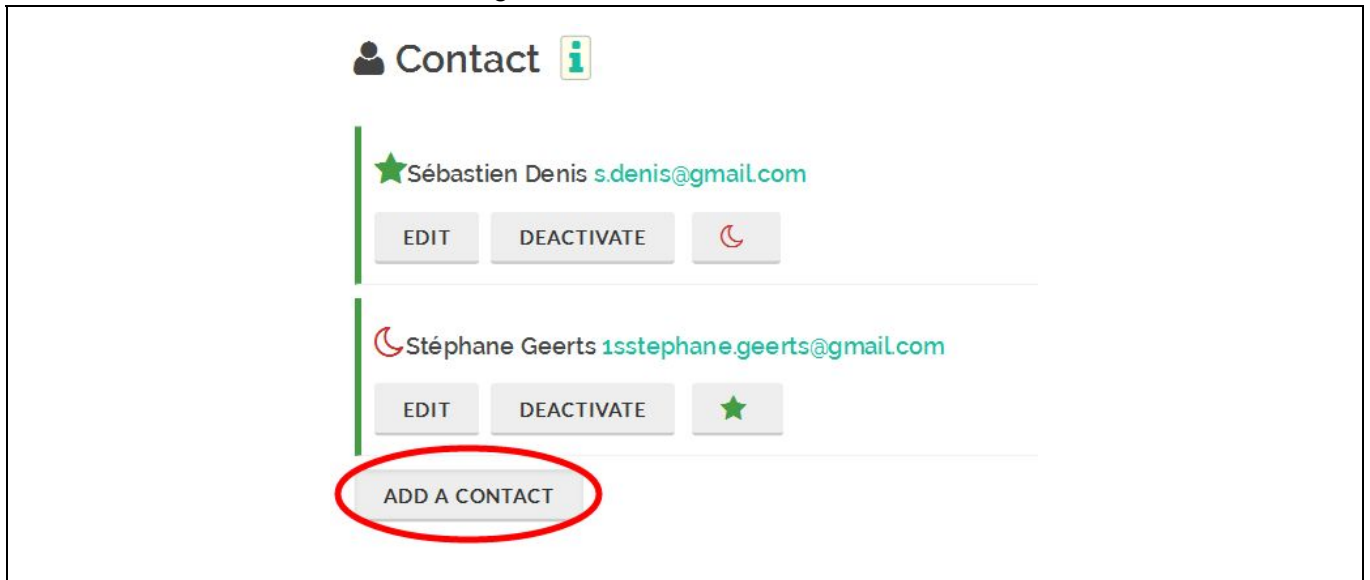 Contact i
Sébastien Denis s.denis@gmail.com
EDIT DEACTIVATE
Stéphane Geerts 1sstephane.geerts@gmail.com
EDIT DEACTIVATE
ADD A CONTACT